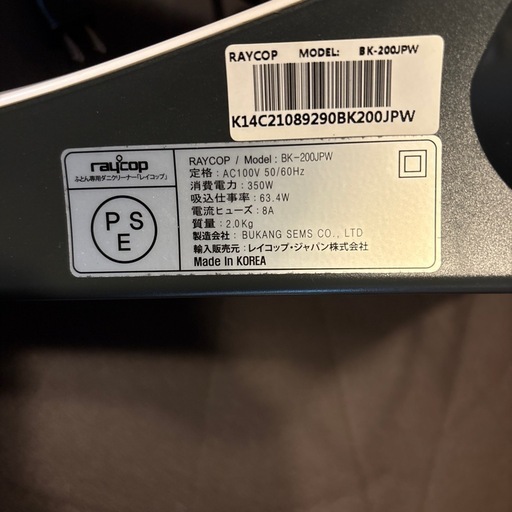 RAYCOP MODEL: BK-200JPW
K14C21089290BK200JPW
raycop
ふとん専用ダニクリーナー「レイコップ」
PSE
RAYCOP / Model : BK-200JPW
定格 : AC100V 50/60Hz
消費電力 : 350W
吸込仕事率 : 63.4W
電流ヒューズ : 8A
質量 : 2.0Kg
製造会社 : BUKANG SEMS CO., LTD
輸入販売元 : レイコップ・ジャパン株式会社
Made In KOREA